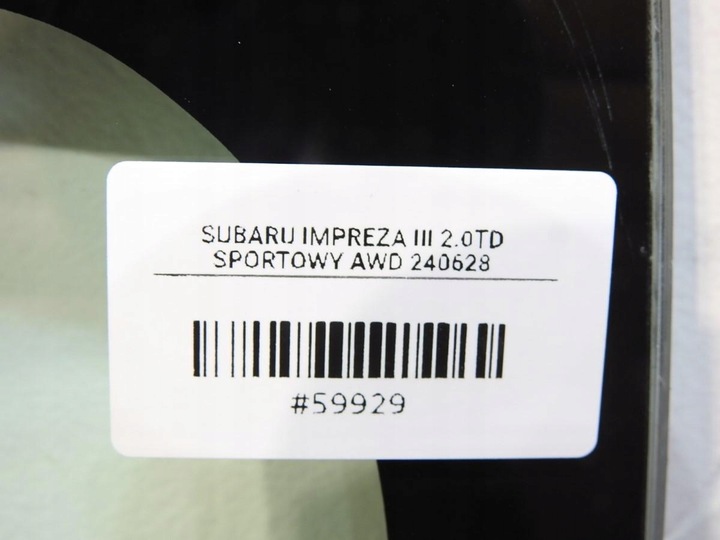 SUBARU IMPREZA III 2.0TD
SPORTOWY AWD 240628
#59929